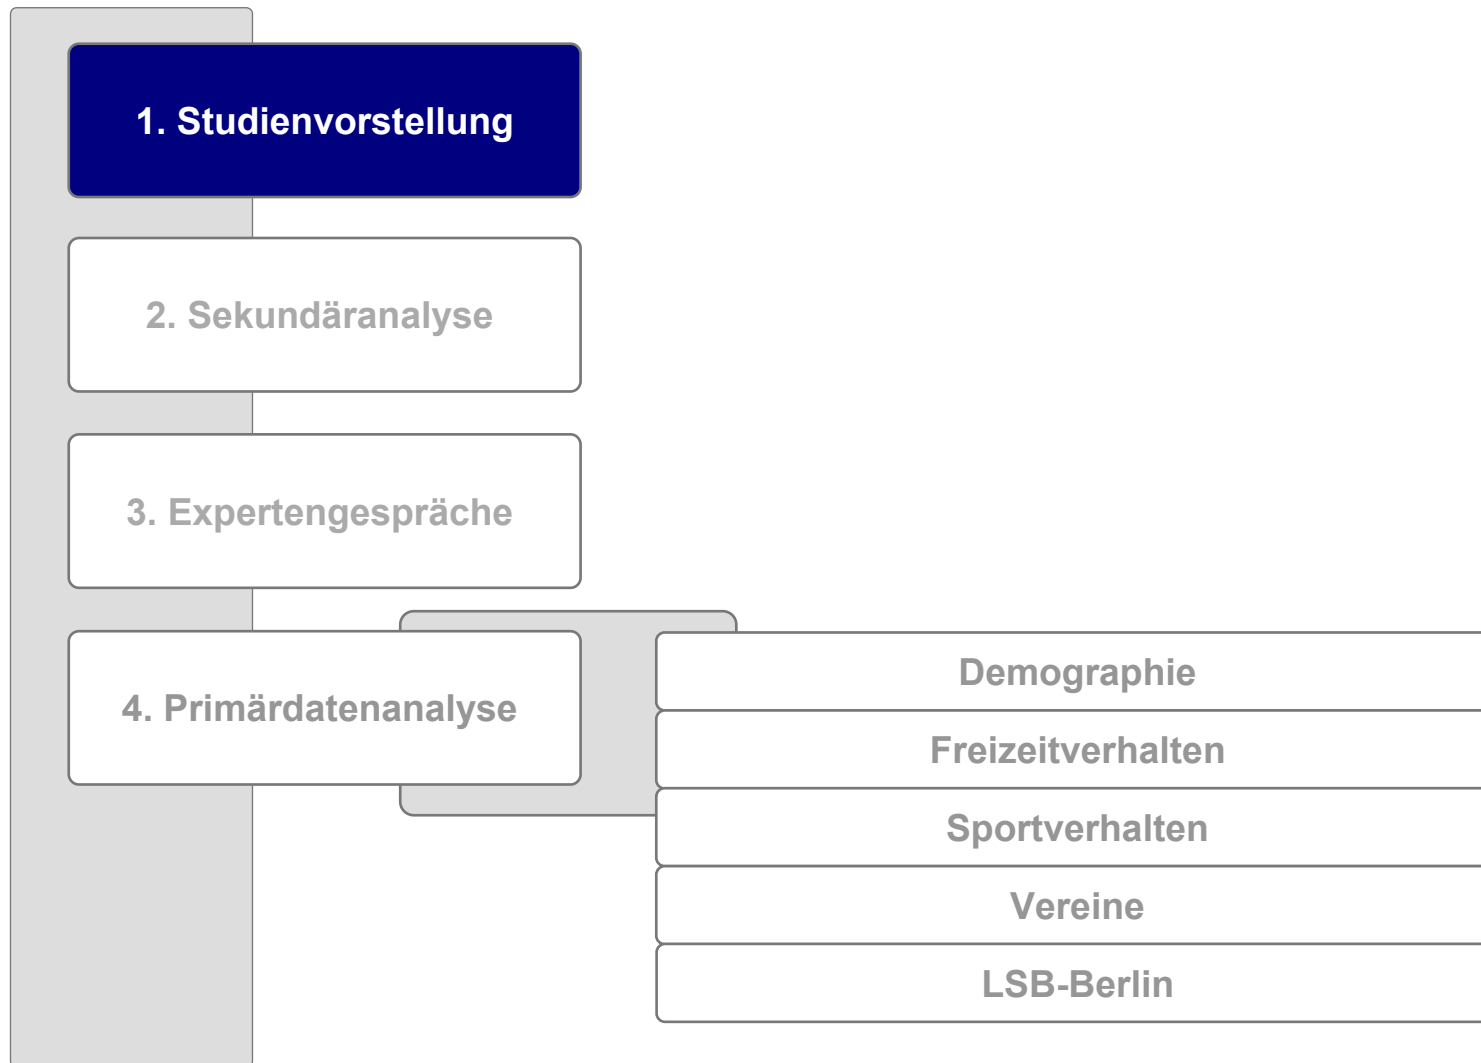 1. Studienvorstellung
2. Sekundäranalyse
3. Expertengespräche
4. Primärdatenanalyse
Demographie
Freizeitverhalten
Sportverhalten
Vereine
LSB-Berlin